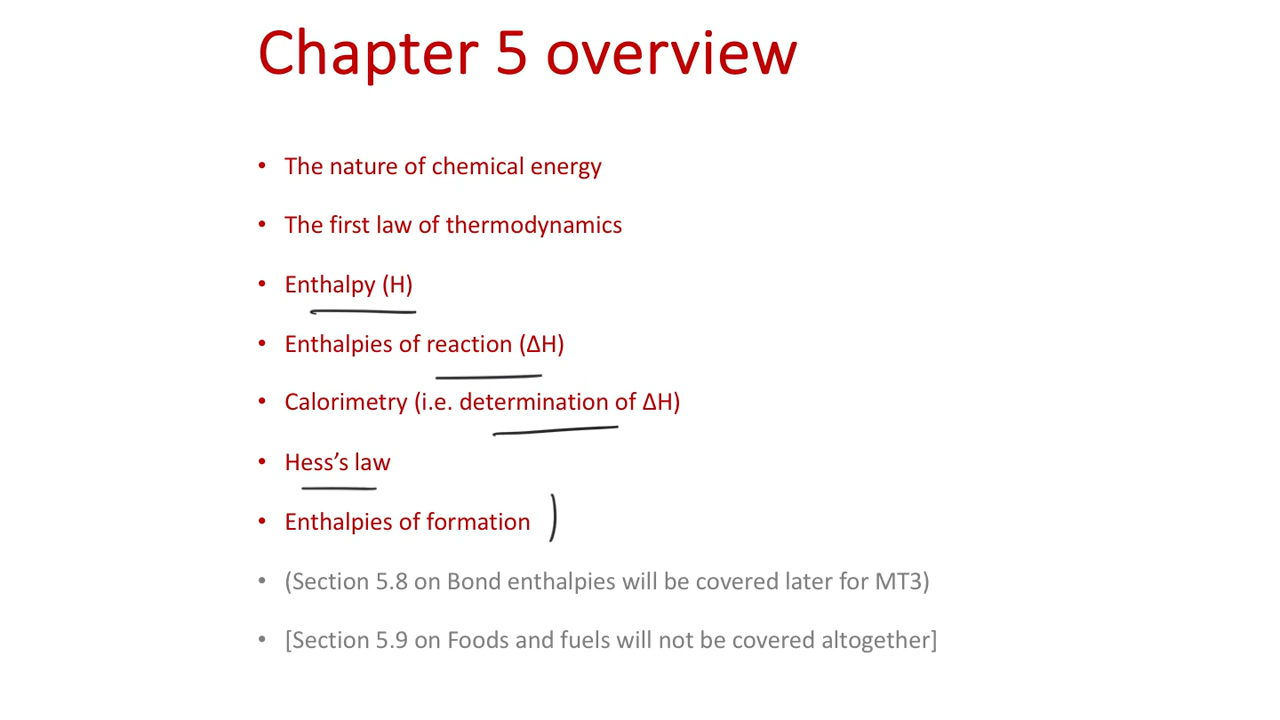 Chapter 5 overview
• The nature of chemical energy
• The first law of thermodynamics
• Enthalpy (H)
• Enthalpies of reaction (ΔH)
• Calorimetry (i.e. determination of ΔH)
• Hess’s law
• Enthalpies of formation
• (Section 5.8 on Bond enthalpies will be covered later for MT3)
• [Section 5.9 on Foods and fuels will not be covered altogether]